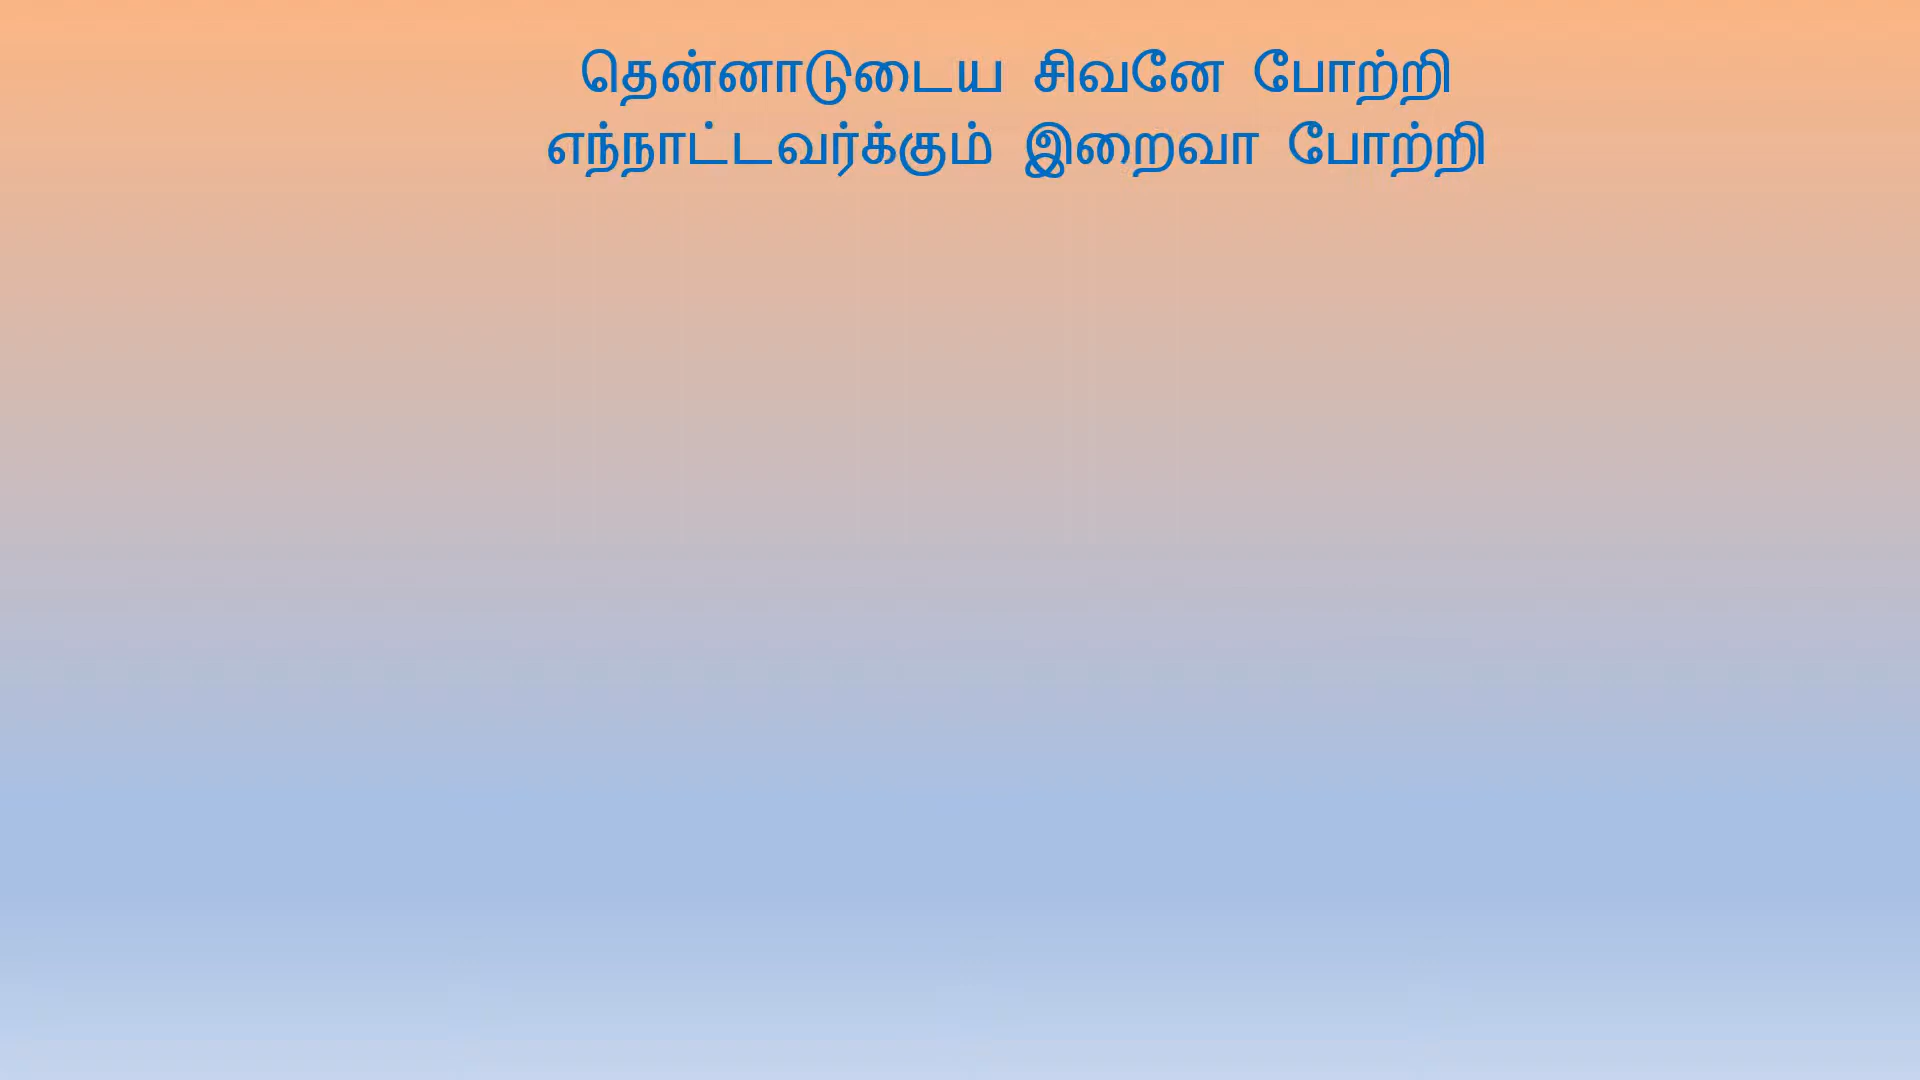 தென்னாடுடைய சிவனே போற்றி
எந்நாட்டவர்க்கும் இறைவா போற்றி